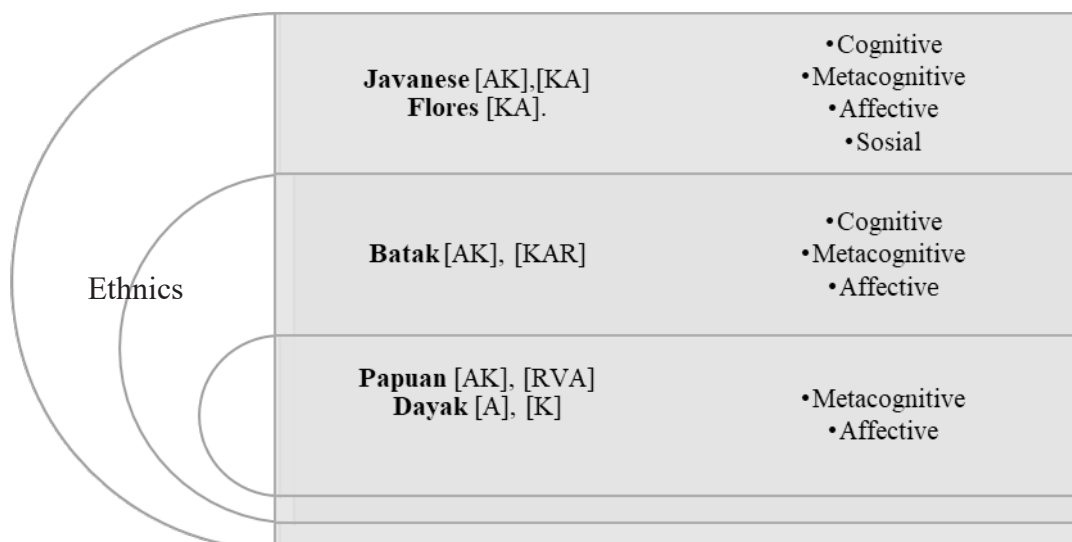 Ethnics
Javanese [AK],[KA]
Flores [KA].
•Cognitive
•Metacognitive
•Affective
•Sosial
Batak [AK], [KAR]
•Cognitive
•Metacognitive
•Affective
Papuan [AK], [RVA]
Dayak [A], [K]
•Metacognitive
•Affective